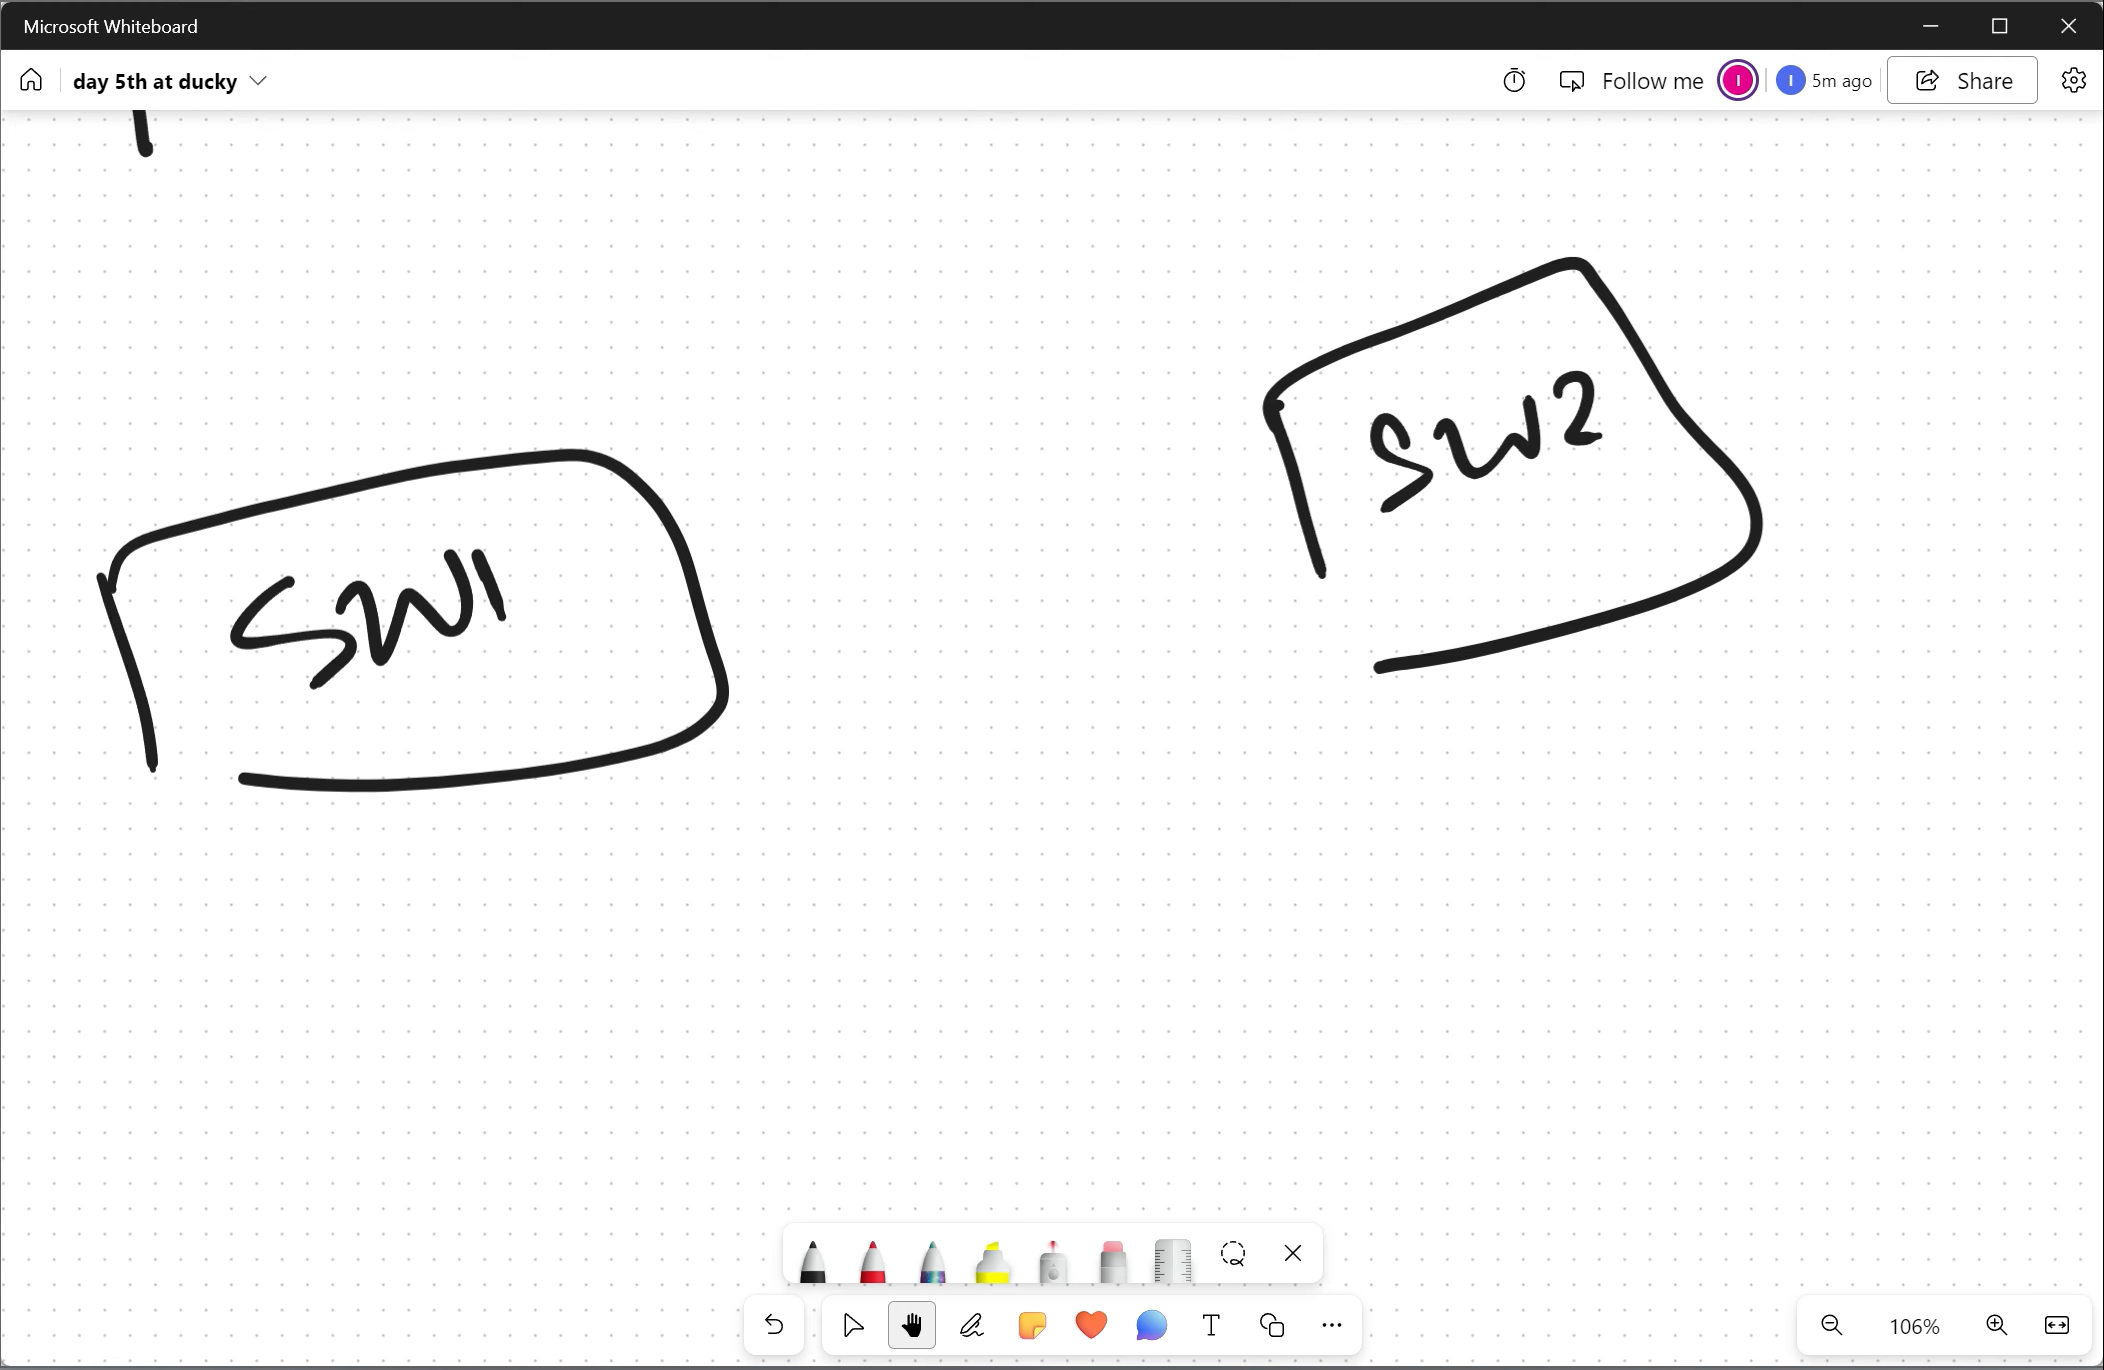 Microsoft Whiteboard
day 5th at ducky
Follow me
I
I
5m ago
Share
SW1
SW2
T
106%